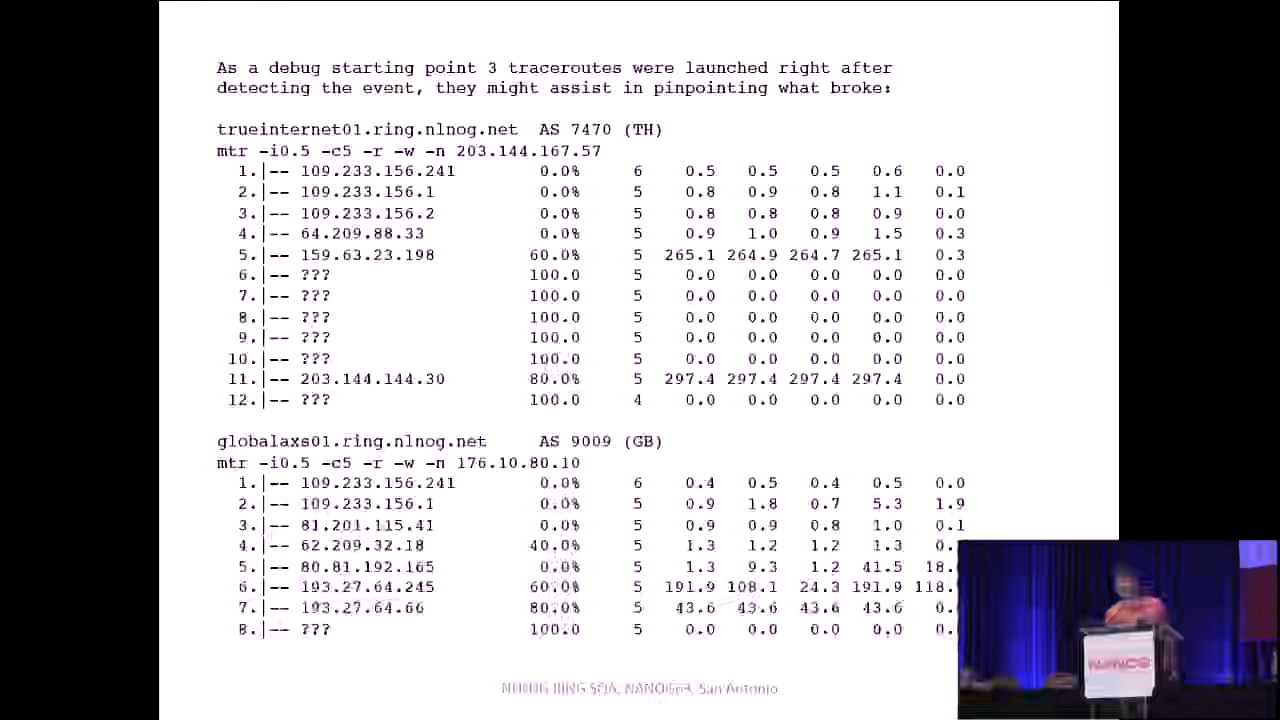 As a debug starting point 3 traceroutes were launched right after
detecting the event, they might assist in pinpointing what broke:
trueinternet01.ring.nlnog.net AS 7470 (TH)
mtr -i0.5 -c5 -r -w -n 203.144.167.57
1.|-- 109.233.156.241 0.0% 6 0.5 0.5 0.5 0.6 0.0
2.|-- 109.233.156.1 0.0% 5 0.8 0.9 0.8 1.1 0.1
3.|-- 109.233.156.2 0.0% 5 0.8 0.8 0.8 0.9 0.0
4.|-- 64.209.88.33 0.0% 5 0.9 1.0 0.9 1.5 0.3
5.|-- 159.63.23.198 60.0% 5 265.1 264.9 264.7 265.1 0.3
6.|-- ??? 100.0 5 0.0 0.0 0.0 0.0 0.0
7.|-- ??? 100.0 5 0.0 0.0 0.0 0.0 0.0
8.|-- ??? 100.0 5 0.0 0.0 0.0 0.0 0.0
9.|-- ??? 100.0 5 0.0 0.0 0.0 0.0 0.0
10.|-- ??? 100.0 5 0.0 0.0 0.0 0.0 0.0
11.|-- 203.144.144.30 80.0% 5 297.4 297.4 297.4 297.4 0.0
12.|-- ??? 100.0 4 0.0 0.0 0.0 0.0 0.0
globalaxs01.ring.nlnog.net AS 9009 (GB)
mtr -i0.5 -c5 -r -w -n 176.10.80.10
1.|-- 109.233.156.241 0.0% 6 0.4 0.5 0.4 0.5 0.0
2.|-- 109.233.156.1 0.0% 5 0.9 1.8 0.7 5.3 1.9
3.|-- 81.201.115.41 0.0% 5 0.9 0.9 0.8 1.0 0.1
4.|-- 62.209.32.18 40.0% 5 1.3 1.2 1.2 1.3 0.
5.|-- 80.81.192.165 0.0% 5 1.3 9.3 1.2 41.5 18.
6.|-- 193.27.64.245 60.0% 5 191.9 108.1 24.3 191.9 118.
7.|-- 193.27.64.66 80.0% 5 43.6 43.6 43.6 43.6 0.
8.|-- ??? 100.0 5 0.0 0.0 0.0 0.0 0.
San Antonio
NANOG